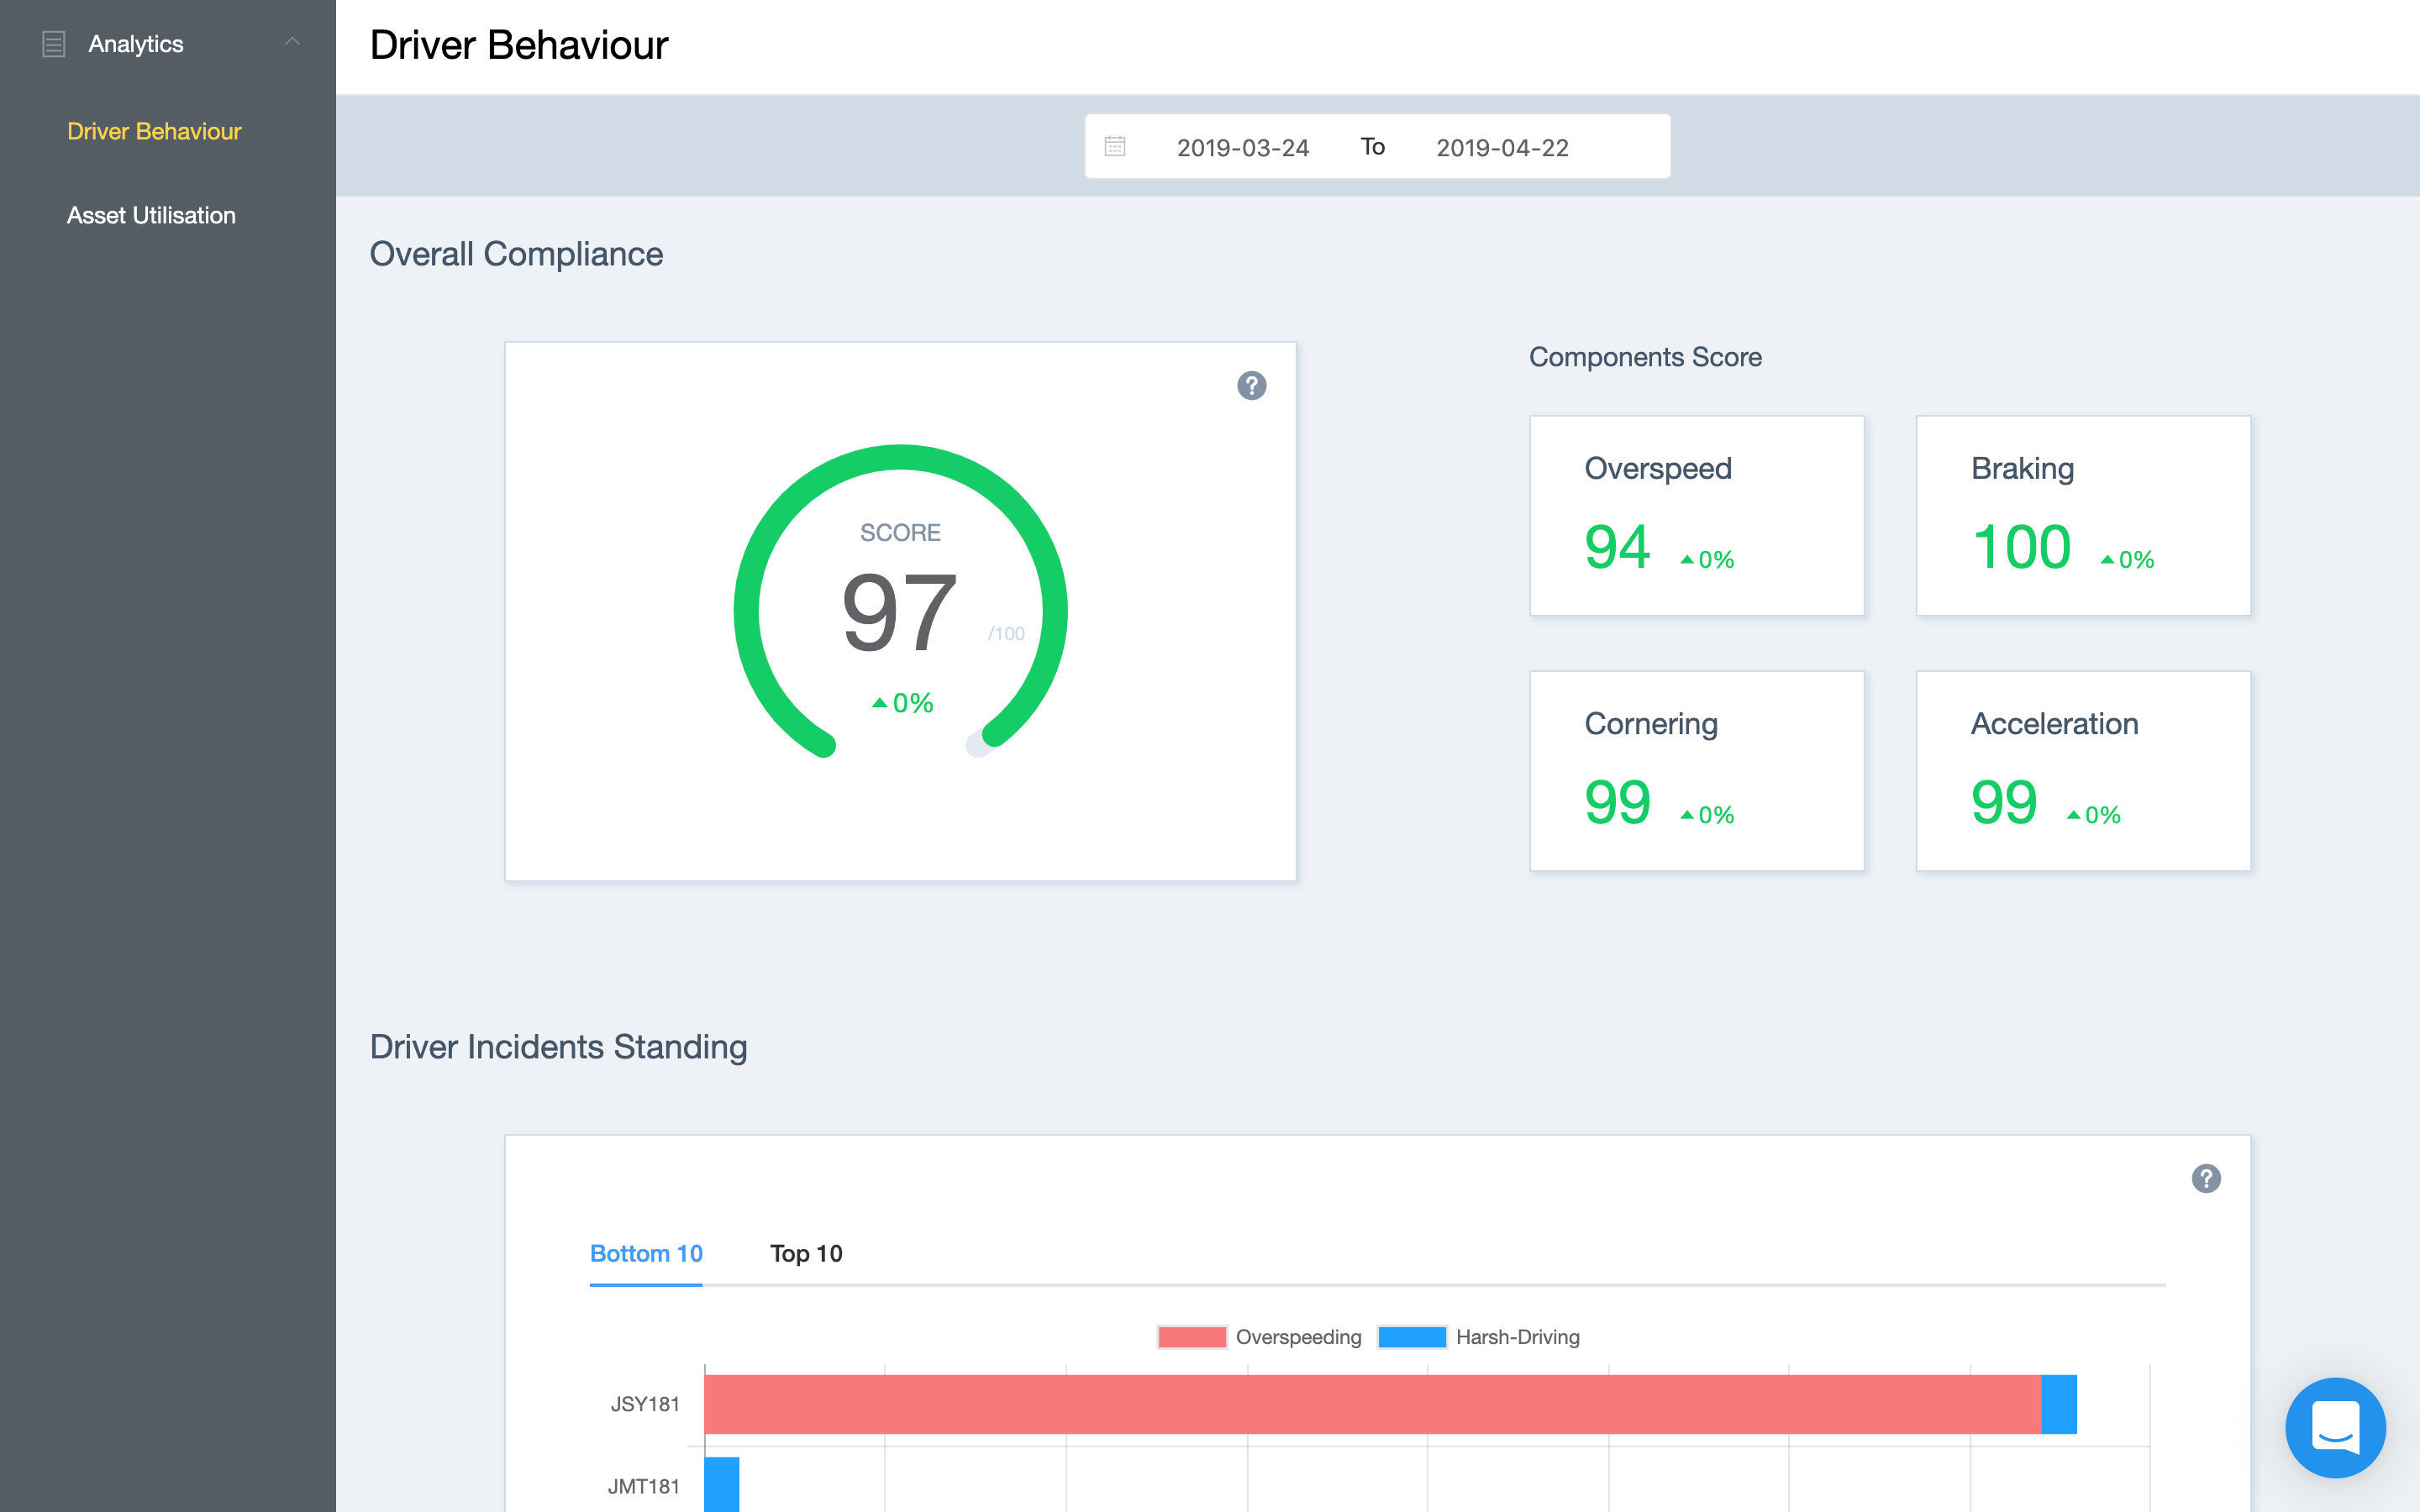 Analytics
Driver Behaviour
Asset Utilisation
Driver Behaviour
2019-03-24 To 2019-04-22
Overall Compliance
?
SCORE
97 /100
0%
Components Score
Overspeed
94 0%
Braking
100 0%
Cornering
99 0%
Acceleration
99 0%
Driver Incidents Standing
?
Bottom 10 Top 10
Overspeeding Harsh-Driving
JSY181
JMT181